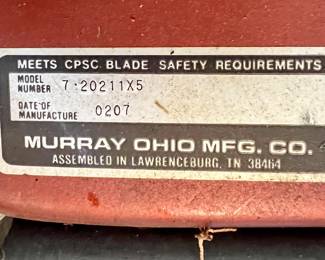 MEETS CPSC BLADE SAFETY REQUIREMENTS
MODEL NUMBER 7-20211X5
DATE OF MANUFACTURE 0207
MURRAY OHIO MFG. CO.
ASSEMBLED IN LAWRENCEBURG, TN 38464